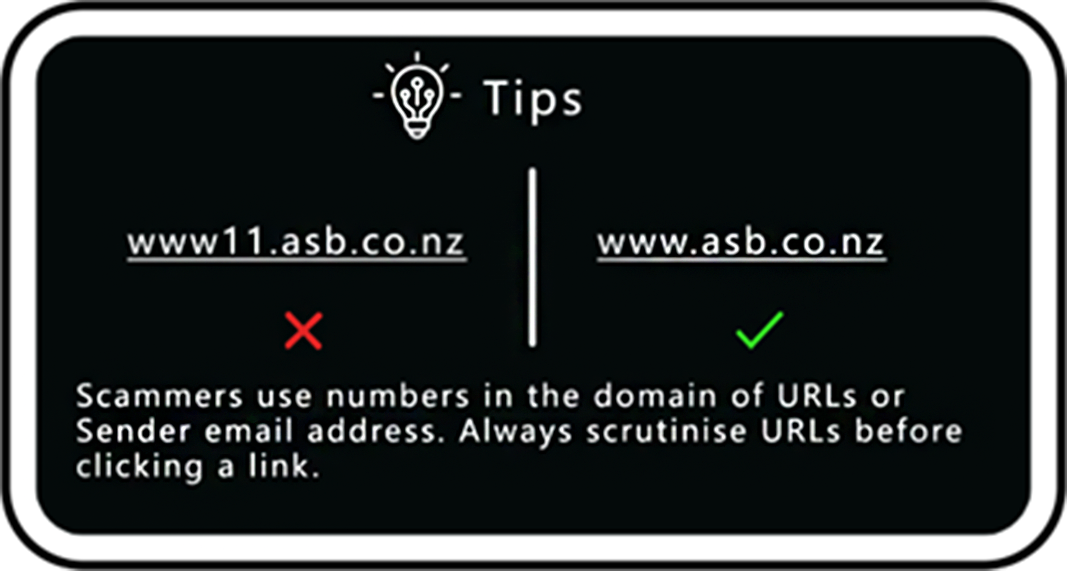 Tips
www11.asb.co.nz
www.asb.co.nz
Scammers use numbers in the domain of URLs or
Sender email address. Always scrutinise URLs before
clicking a link.